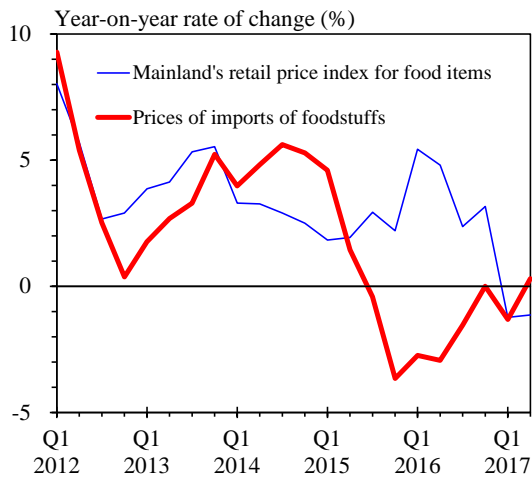 Year-on-year rate of change (%)
10
Mainland's retail price index for food items
Prices of imports of foodstuffs
5
0
-5
Q1 Q1 Q1 Q1 Q1 Q1
2012 2013 2014 2015 2016 2017